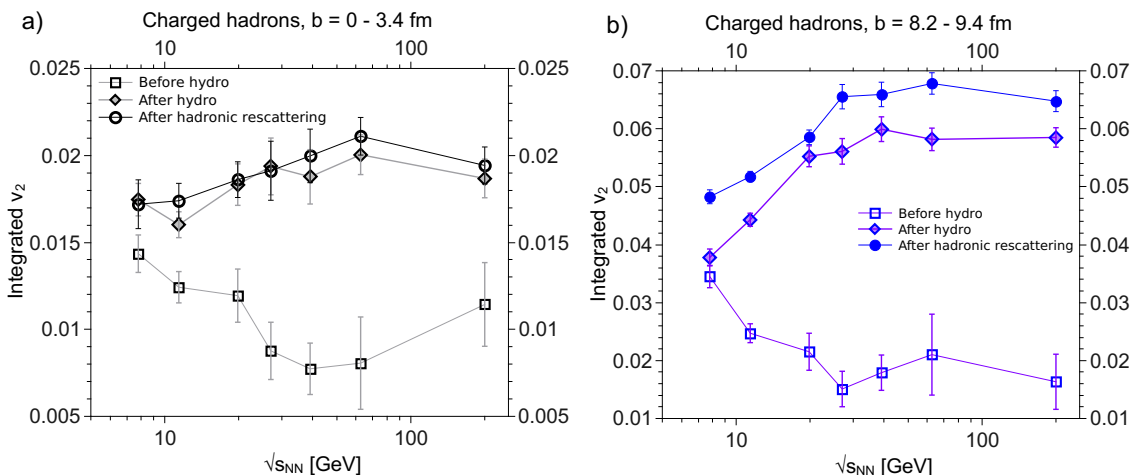 a)
Charged hadrons, b = 0 - 3.4 fm
10 100
0.025 0.025
Before hydro
After hydro
After hadronic rescattering
0.02 0.02
0.015 0.015
0.01 0.01
0.005 0.005
Integrated v₂
10 100
√sNN [GeV]
b)
Charged hadrons, b = 8.2 - 9.4 fm
10 100
0.07 0.07
0.06 0.06
0.05 0.05
Before hydro
After hydro
After hadronic rescattering
0.04 0.04
0.03 0.03
0.02 0.02
0.01 0.01
Integrated v₂
10 100
√sNN [GeV]